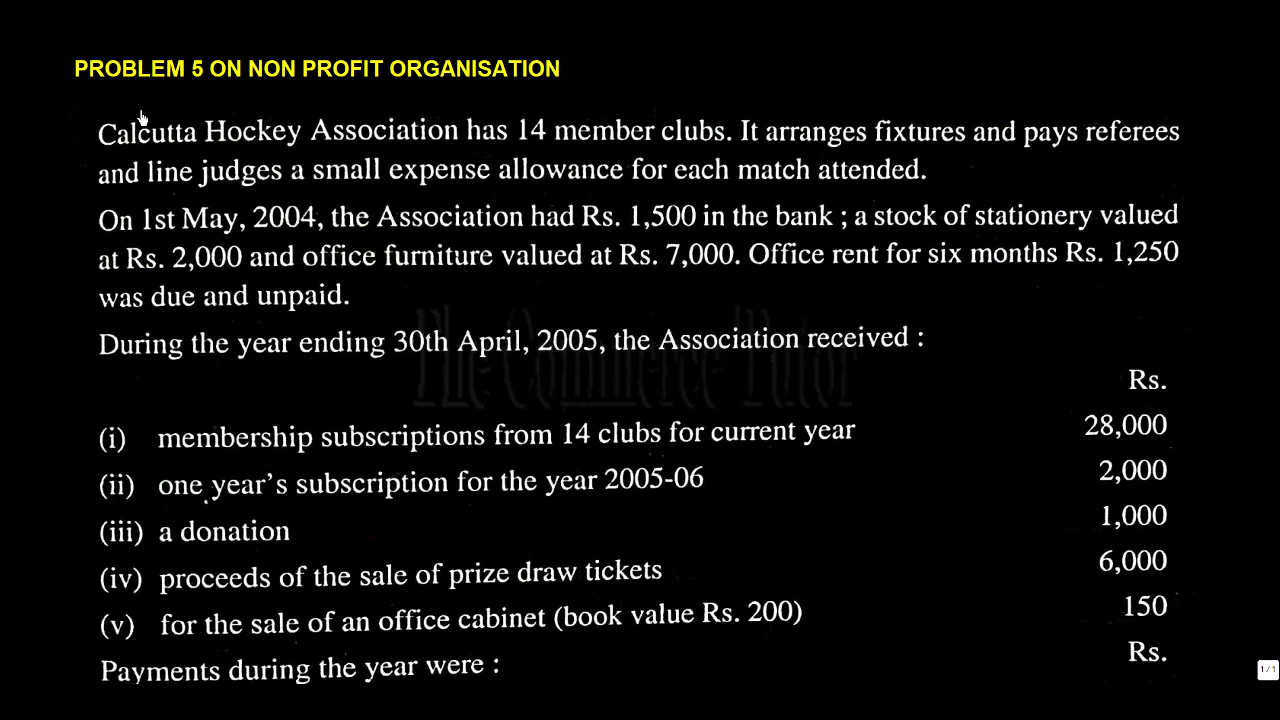 PROBLEM 5 ON NON PROFIT ORGANISATION
Calcutta Hockey Association has 14 member clubs. It arranges fixtures and pays referees
and line judges a small expense allowance for each match attended.
On 1st May, 2004, the Association had Rs. 1,500 in the bank ; a stock of stationery valued
at Rs. 2,000 and office furniture valued at Rs. 7,000. Office rent for six months Rs. 1,250
was due and unpaid.
During the year ending 30th April, 2005, the Association received :
Rs.
(i) membership subscriptions from 14 clubs for current year 28,000
(ii) one year's subscription for the year 2005-06 2,000
(iii) a donation 1,000
(iv) proceeds of the sale of prize draw tickets 6,000
(v) for the sale of an office cabinet (book value Rs. 200) 150
Payments during the year were : Rs.
The Commerce Tutor
1/1